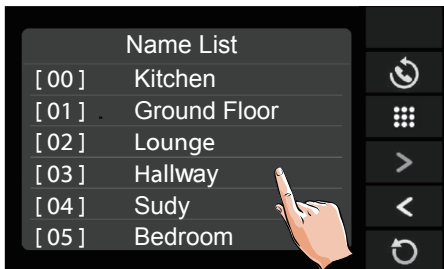 Name List
[00] Kitchen
[01] . Ground Floor
[02] Lounge
[03] Hallway
[04] Sudy
[05] Bedroom